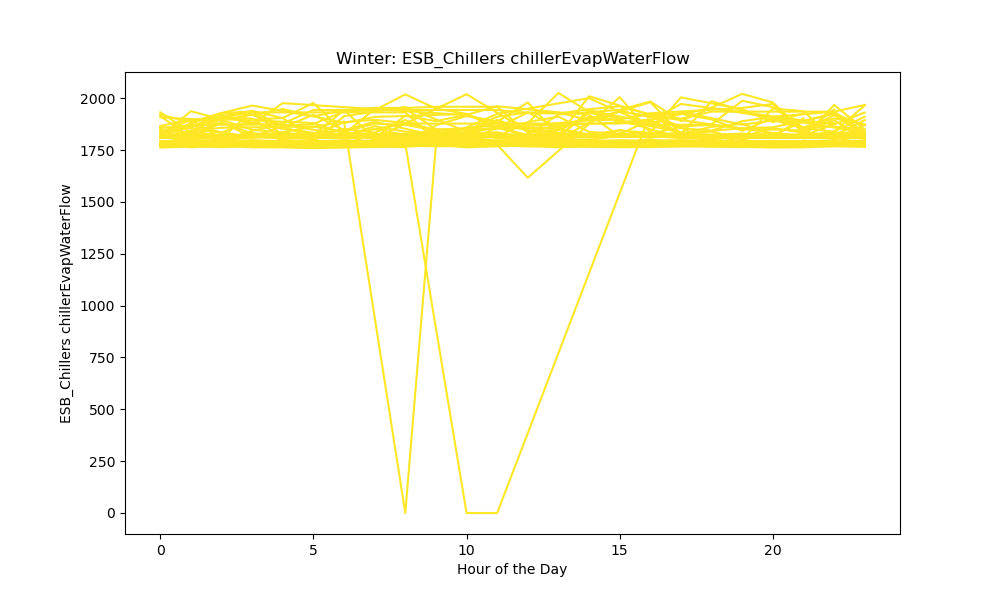 Winter: ESB_Chillers chillerEvapWaterFlow
ESB_Chillers chillerEvapWaterFlow
2000
1750
1500
1250
1000
750
500
250
0
0 5 10 15 20
Hour of the Day